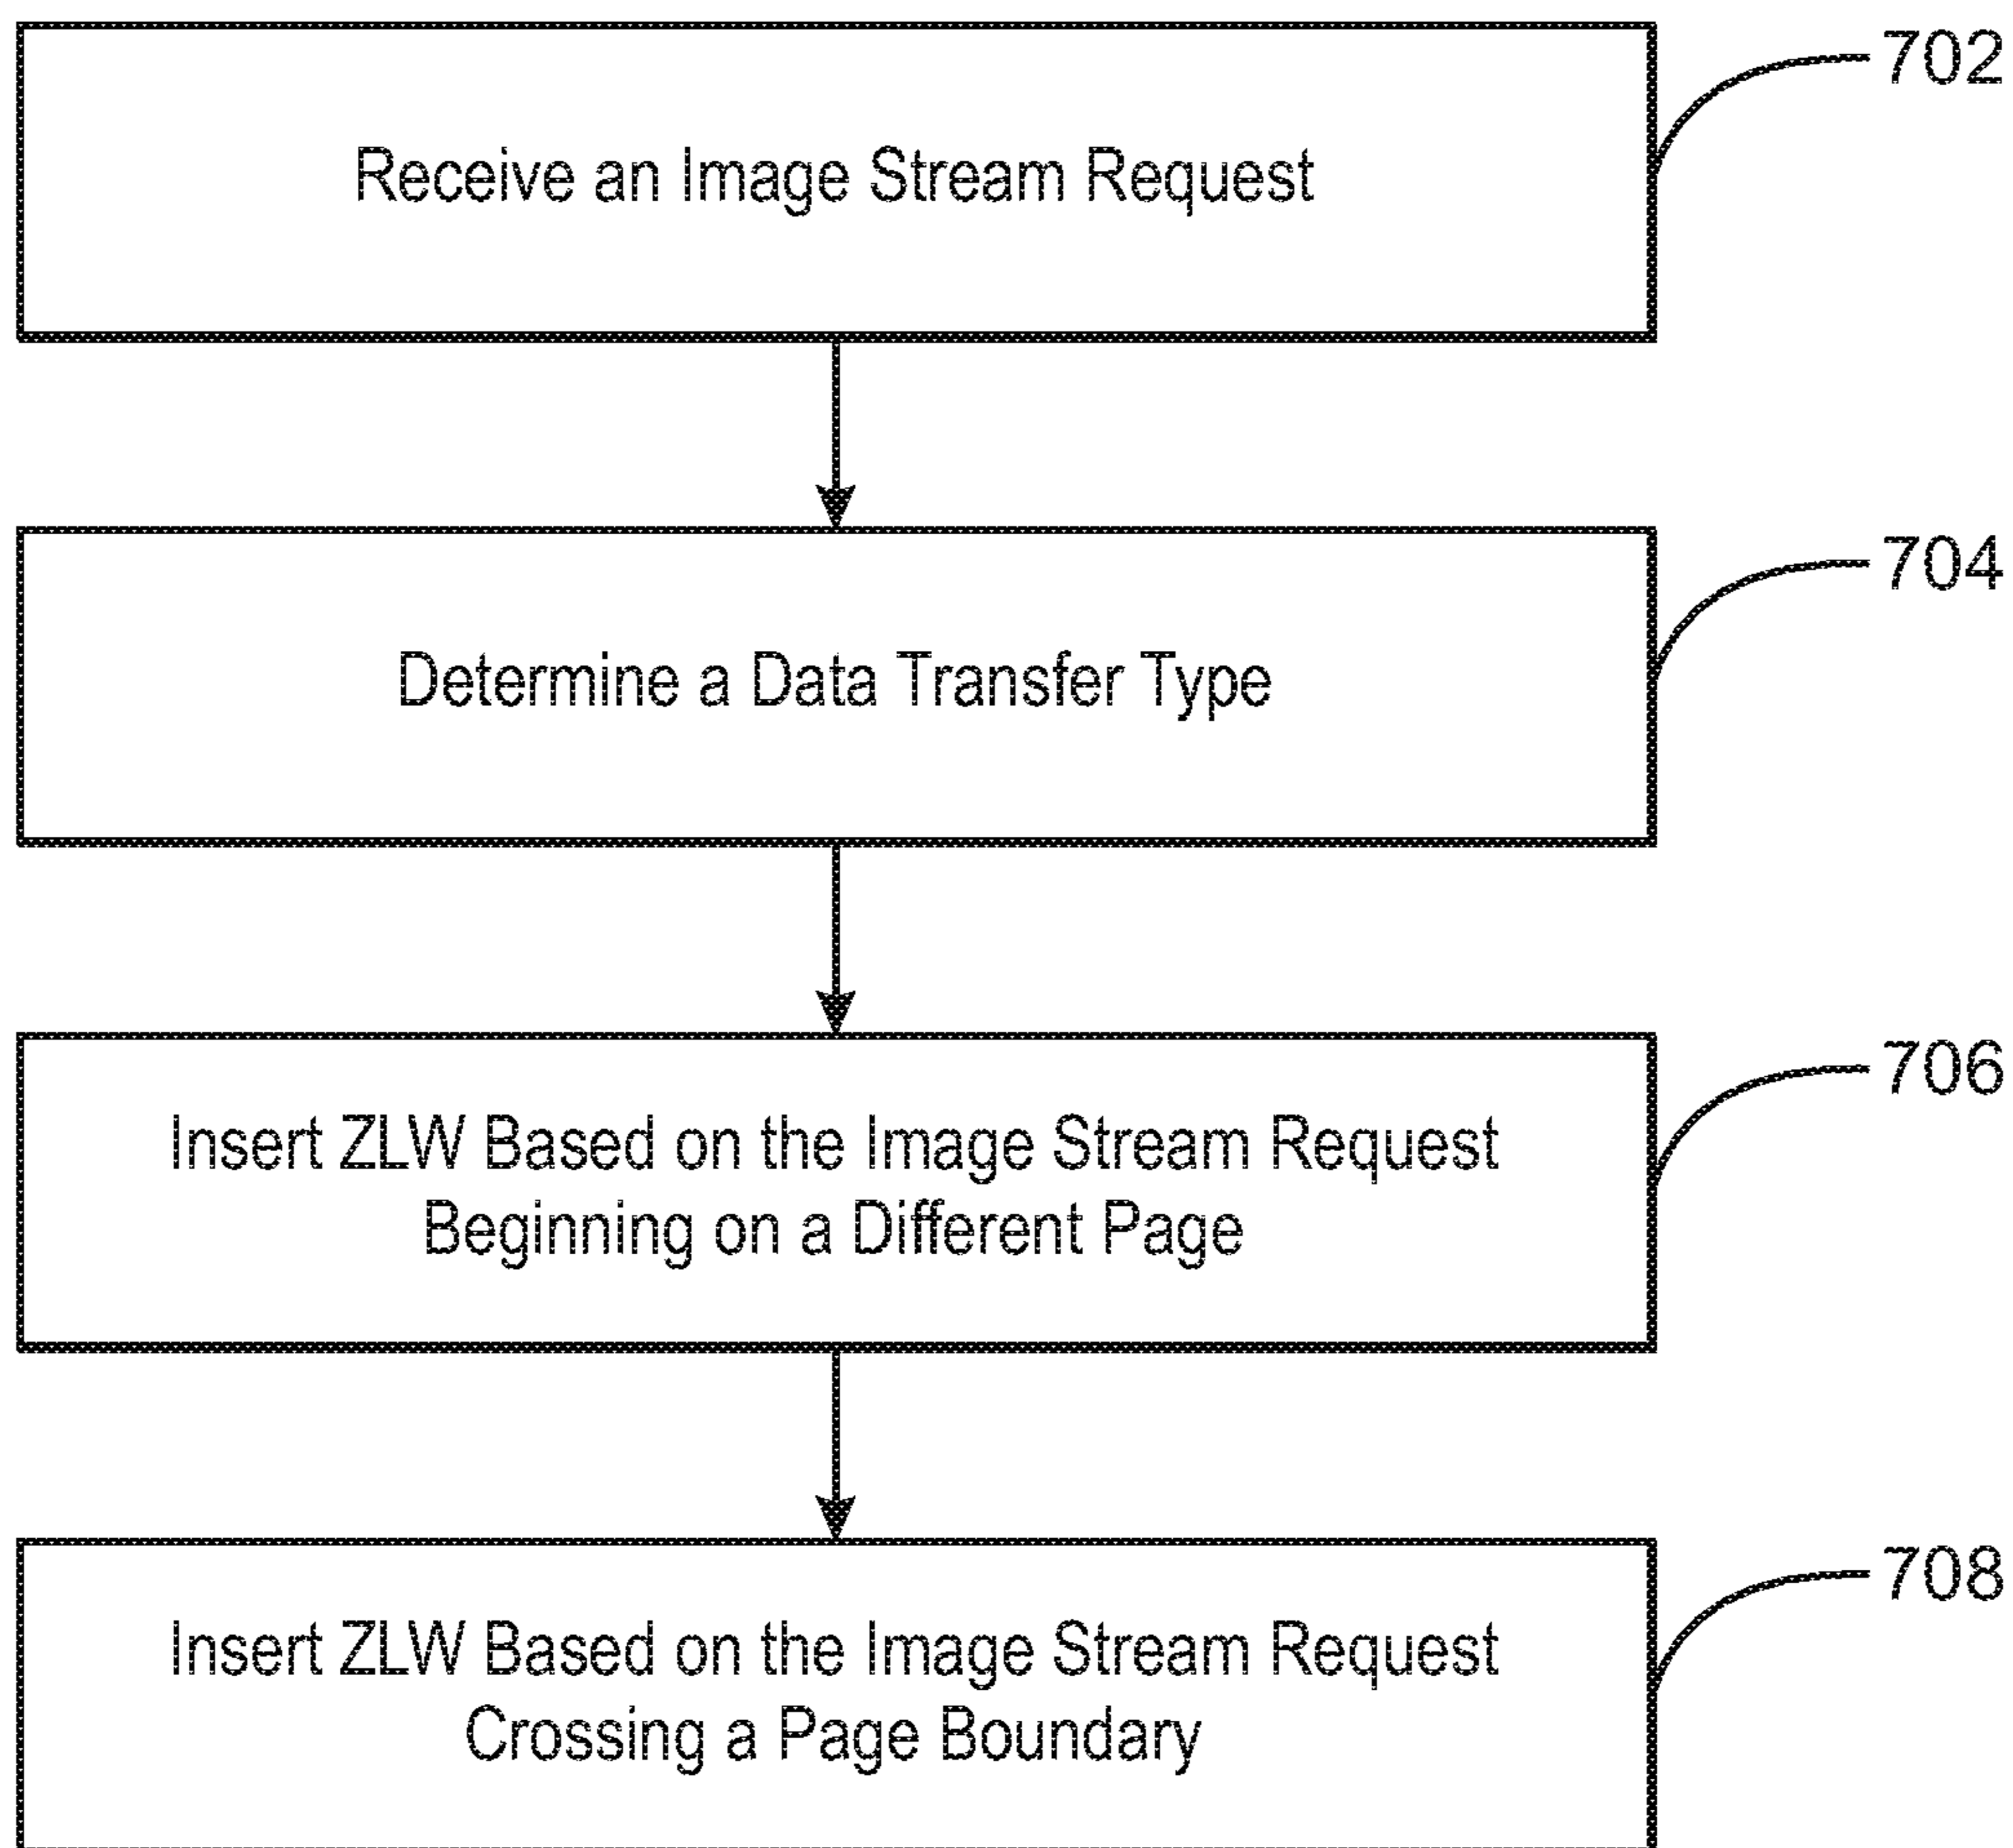 Receive an Image Stream Request
702
Determine a Data Transfer Type
704
Insert ZLW Based on the Image Stream Request
Beginning on a Different Page
706
Insert ZLW Based on the Image Stream Request
Crossing a Page Boundary
708